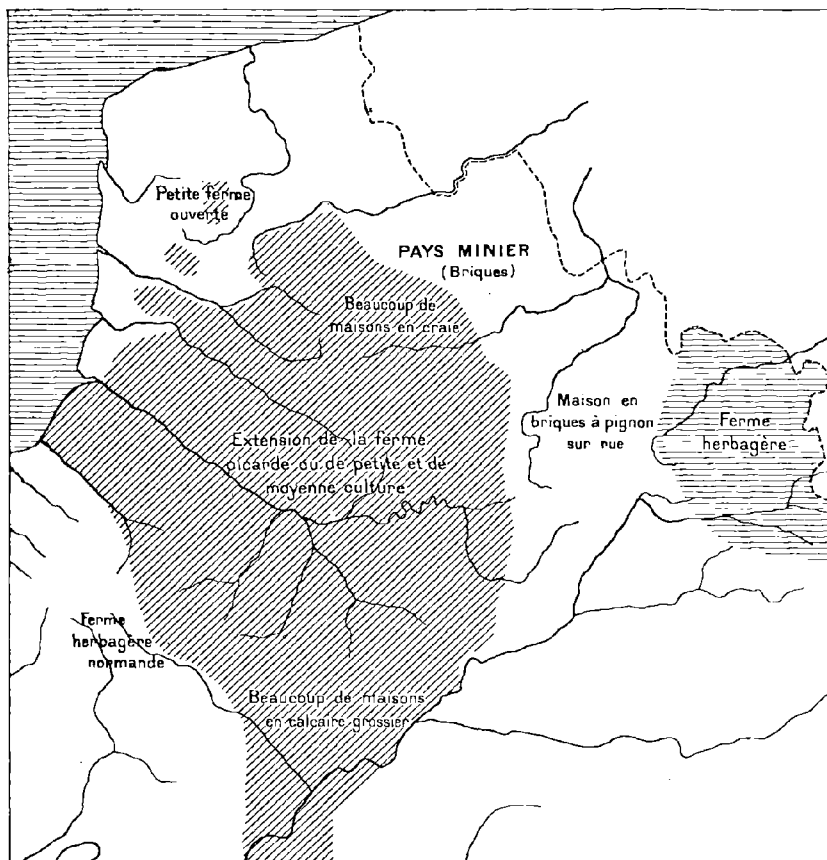 Petite ferme
ouverte
PAYS MINIER
(Briques)
Beaucoup de
maisons en craie
Maison en
briques à pignon
sur rue
Ferme
herbagère
Extension de la ferme
picarde ou de petite et de
moyenne culture
Ferme
herbagère
normande
Beaucoup de maisons
en calcaire grossier